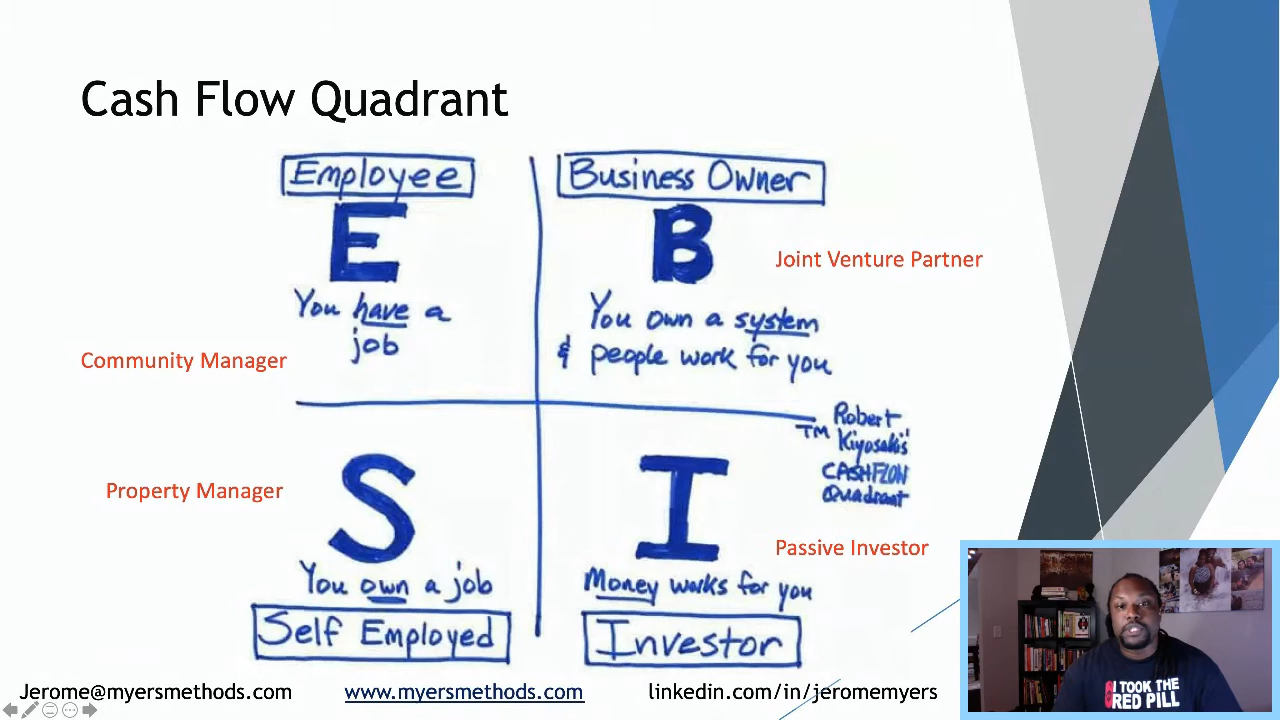 Cash Flow Quadrant
Employee
E
You have a
job
Community Manager
Business Owner
B
Joint Venture Partner
You own a system
& people work for you
TM Robert
Kiyosaki's
CASHFLOW
Quadrant
Property Manager
S
You own a job
Self Employed
I
Passive Investor
Money works for you
Investor
Jerome@myersmethods.com
www.myersmethods.com
linkedin.com/in/jeromemyers
I TOOK THE
RED PILL